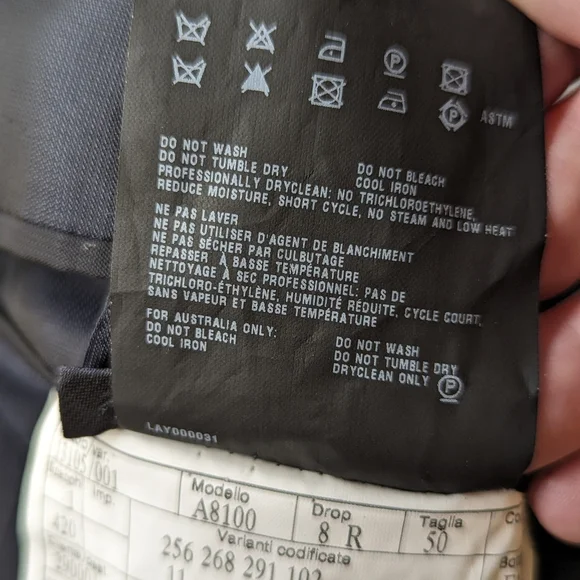 P
ASTM
P
DO NOT WASH
DO NOT TUMBLE DRY DO NOT BLEACH
PROFESSIONALLY DRYCLEAN: NO TRICHLOROETHYLENE, COOL IRON
REDUCE MOISTURE, SHORT CYCLE, NO STEAM AND LOW HEAT
NE PAS LAVER
NE PAS UTILISER D'AGENT DE BLANCHIMENT
NE PAS SÉCHER PAR CULBUTAGE
REPASSER À BASSE TEMPÉRATURE
NETTOYAGE À SEC PROFESSIONNEL: PAS DE
TRICHLORO-ÉTHYLÈNE, HUMIDITÉ RÉDUITE, CYCLE COURT,
SANS VAPEUR ET BASSE TEMPÉRATURE
FOR AUSTRALIA ONLY:
DO NOT BLEACH DO NOT WASH
COOL IRON DO NOT TUMBLE DRY
DRYCLEAN ONLY P
LAY000031
Modello Drop Taglia
A8100 8 R 50
Varianti codificate
420 256 268 291 102